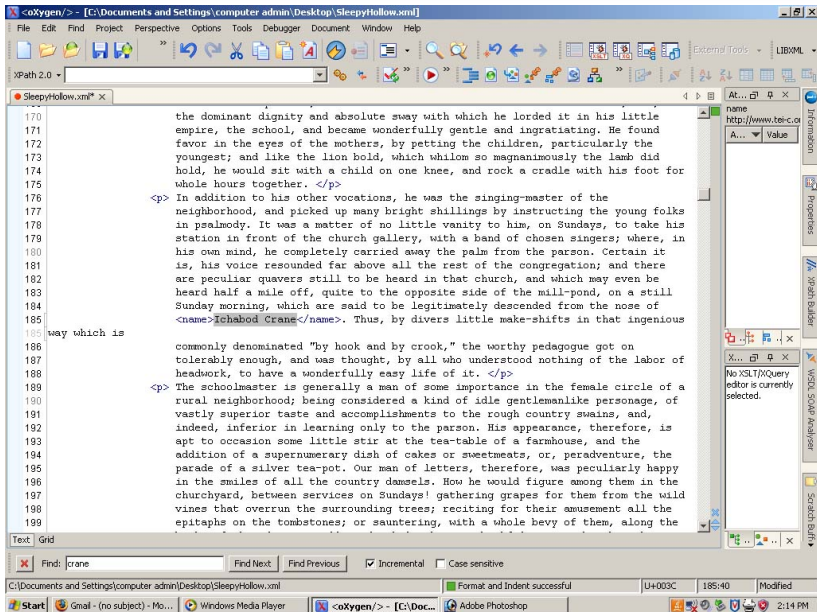 <oXygen/> - [C:\Documents and Settings\computer admin\Desktop\SleepyHollow.xml]
File Edit Find Project Perspective Options Tools Debugger Document Window Help
External Tools LIBXML
XPath 2.0
SleepyHollow.xml*
170 the dominant dignity and absolute sway with which he lorded it in his little
171 empire, the school, and became wonderfully gentle and ingratiating. He found
172 favor in the eyes of the mothers, by petting the children, particularly the
173 youngest; and like the lion bold, which whilom so magnanimously the lamb did
174 hold, he would sit with a child on one knee, and rock a cradle with his foot for
175 whole hours together. </p>
176 <p> In addition to his other vocations, he was the singing-master of the
177 neighborhood, and picked up many bright shillings by instructing the young folks
178 in psalmody. It was a matter of no little vanity to him, on Sundays, to take his
179 station in front of the church gallery, with a band of chosen singers; where, in
180 his own mind, he completely carried away the palm from the parson. Certain it
181 is, his voice resounded far above all the rest of the congregation; and there
182 are peculiar quavers still to be heard in that church, and which may even be
183 heard half a mile off, quite to the opposite side of the mill-pond, on a still
184 Sunday morning, which are said to be legitimately descended from the nose of
185 <name>Ichabod Crane</name>. Thus, by divers little make-shifts in that ingenious
185 way which is
186 commonly denominated "by hook and by crook," the worthy pedagogue got on
187 tolerably enough, and was thought, by all who understood nothing of the labor of
188 headwork, to have a wonderfully easy life of it. </p>
189 <p> The schoolmaster is generally a man of some importance in the female circle of a
190 rural neighborhood; being considered a kind of idle gentlemanlike personage, of
191 vastly superior taste and accomplishments to the rough country swains, and,
192 indeed, inferior in learning only to the parson. His appearance, therefore, is
193 apt to occasion some little stir at the tea-table of a farmhouse, and the
194 addition of a supernumerary dish of cakes or sweetmeats, or, peradventure, the
195 parade of a silver tea-pot. Our man of letters, therefore, was peculiarly happy
196 in the smiles of all the country damsels. How he would figure among them in the
197 churchyard, between services on Sundays! gathering grapes for them from the wild
198 vines that overrun the surrounding trees; reciting for their amusement all the
199 epitaphs on the tombstones; or sauntering, with a whole bevy of them, along the
At...
name
http://www.tei-c.o
A... Value
X...
No XSLT/XQuery
editor is currently
selected.
Information
Properties
XPath Builder
WSDL SOAP Analyser
Scratch Buff
Text Grid
Find: crane Find Next Find Previous Incremental Case sensitive
C:\Documents and Settings\computer admin\Desktop\SleepyHollow.xml Format and Indent successful U+003C 185:40 Modified
Start Gmail - (no subject) - Mo... Windows Media Player <oXygen/> - [C:\Doc... Adobe Photoshop 2:14 PM